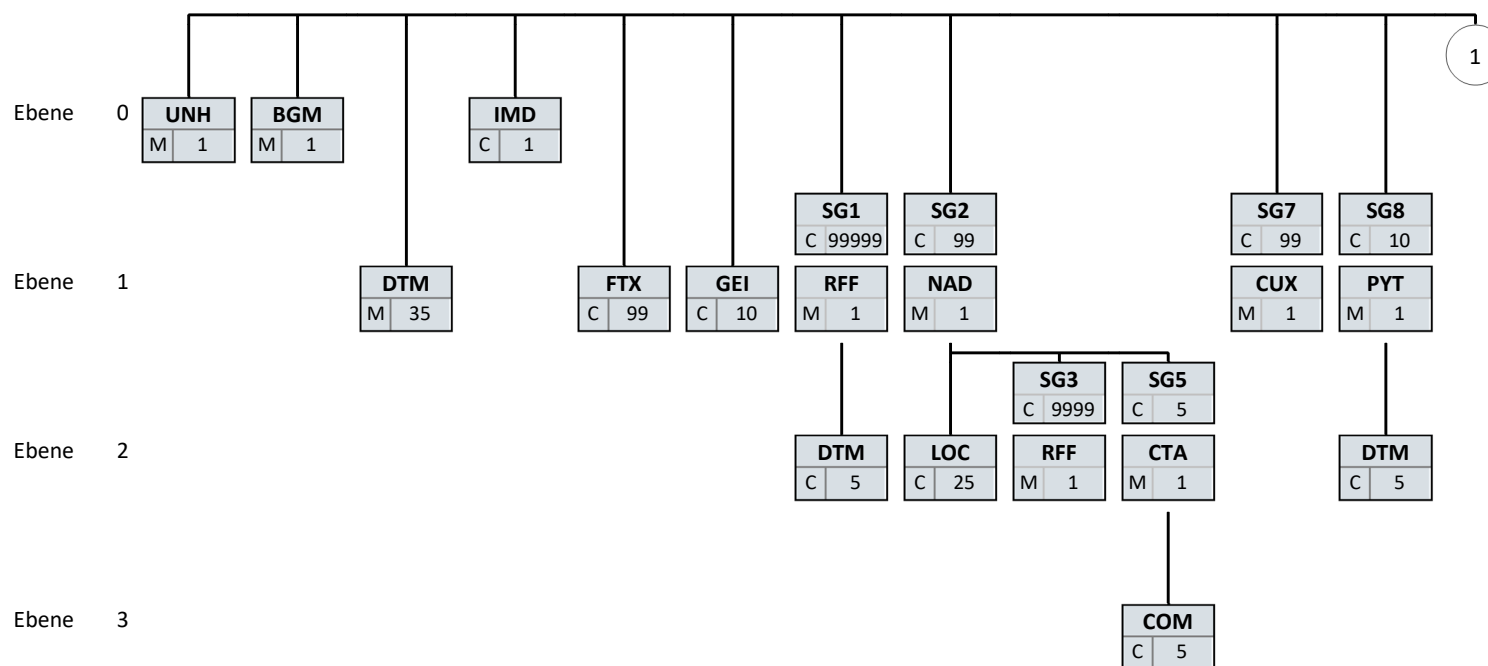 1
Ebene 0 UNH BGM IMD
M 1 M 1 C 1
SG1 SG2 SG7 SG8
C 99999 C 99 C 99 C 10
Ebene 1 DTM FTX GEI RFF NAD CUX PYT
M 35 C 99 C 10 M 1 M 1 M 1 M 1
SG3 SG5
C 9999 C 5
Ebene 2 DTM LOC RFF CTA DTM
C 5 C 25 M 1 M 1 C 5
Ebene 3 COM
C 5